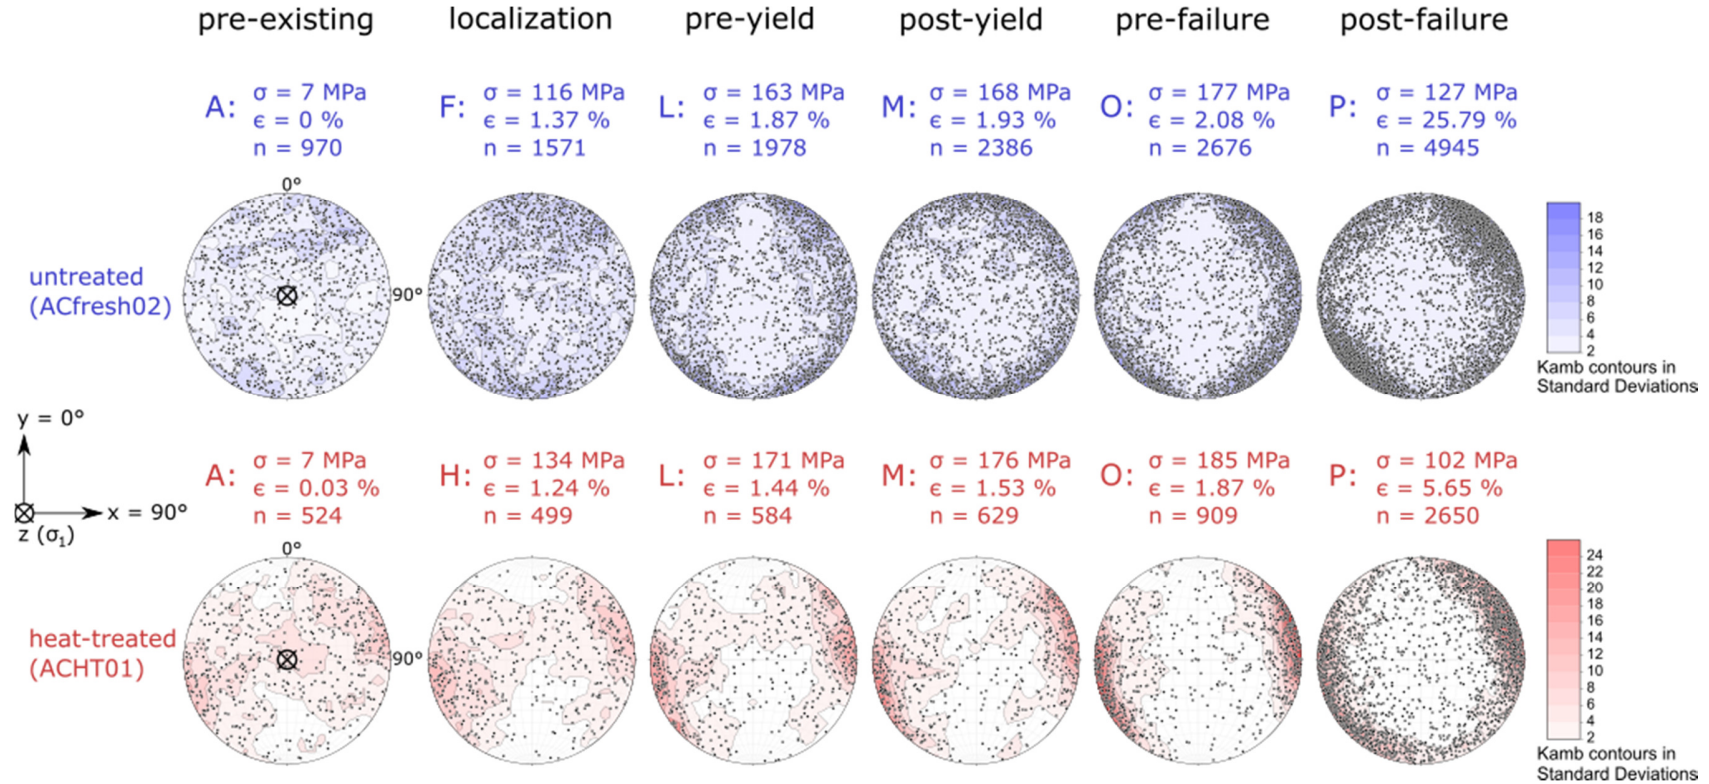 pre-existing localization pre-yield post-yield pre-failure post-failure
A: σ = 7 MPa F: σ = 116 MPa L: σ = 163 MPa M: σ = 168 MPa O: σ = 177 MPa P: σ = 127 MPa
ϵ = 0 % ϵ = 1.37 % ϵ = 1.87 % ϵ = 1.93 % ϵ = 2.08 % ϵ = 25.79 %
n = 970 n = 1571 n = 1978 n = 2386 n = 2676 n = 4945
0°
90°
untreated
(ACfresh02)
18
16
14
12
10
8
6
4
2
Kamb contours in
Standard Deviations
y = 0°
x = 90°
z (σ₁)
A: σ = 7 MPa H: σ = 134 MPa L: σ = 171 MPa M: σ = 176 MPa O: σ = 185 MPa P: σ = 102 MPa
ϵ = 0.03 % ϵ = 1.24 % ϵ = 1.44 % ϵ = 1.53 % ϵ = 1.87 % ϵ = 5.65 %
n = 524 n = 499 n = 584 n = 629 n = 909 n = 2650
0°
90°
heat-treated
(ACHT01)
24
22
20
18
16
14
12
10
8
6
4
2
Kamb contours in
Standard Deviations